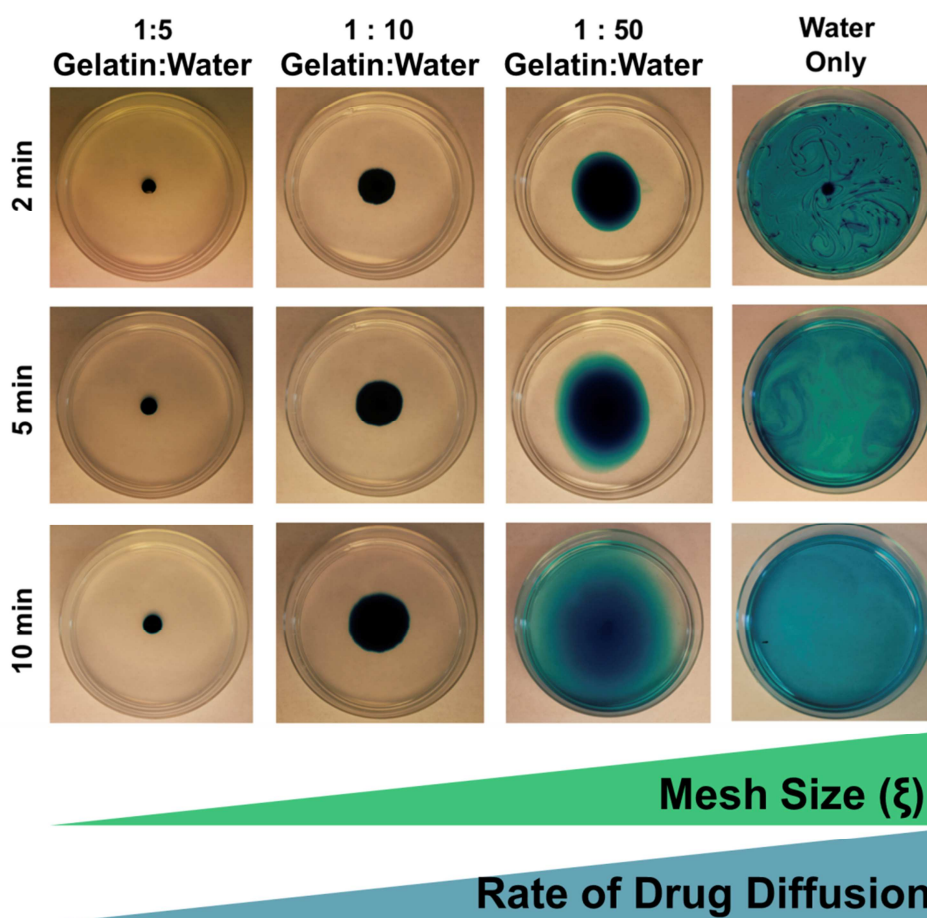 1:5
Gelatin:Water
1 : 10
Gelatin:Water
1 : 50
Gelatin:Water
Water
Only
2 min
5 min
10 min
Mesh Size (ξ)
Rate of Drug Diffusion